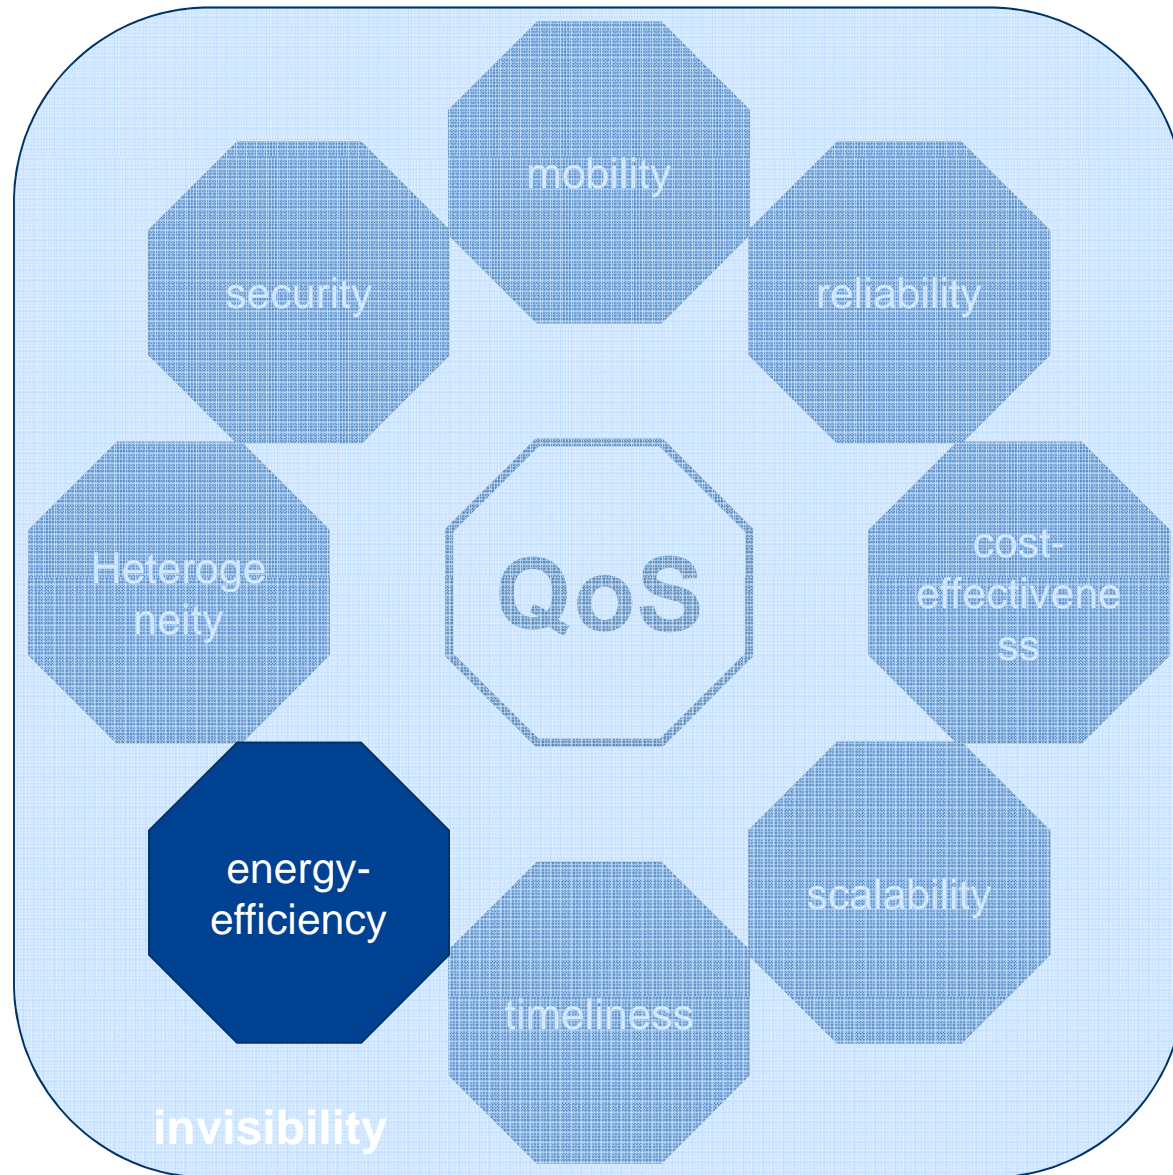 mobility
security
reliability
Heteroge
neity
QoS
cost-
effectivene
ss
energy-
efficiency
scalability
timeliness
invisibility